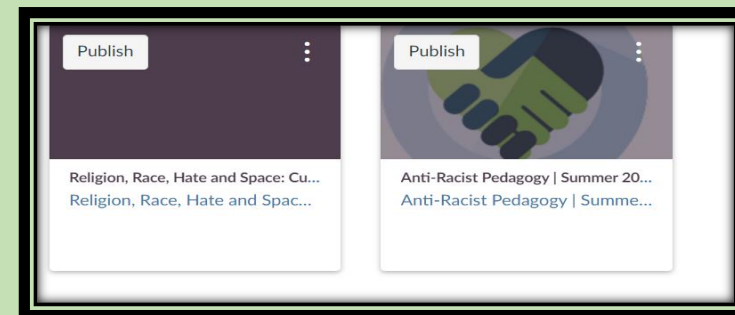 Publish
Religion, Race, Hate and Space: Cu...
Religion, Race, Hate and Spac...
Publish
Anti-Racist Pedagogy | Summer 20...
Anti-Racist Pedagogy | Summe...